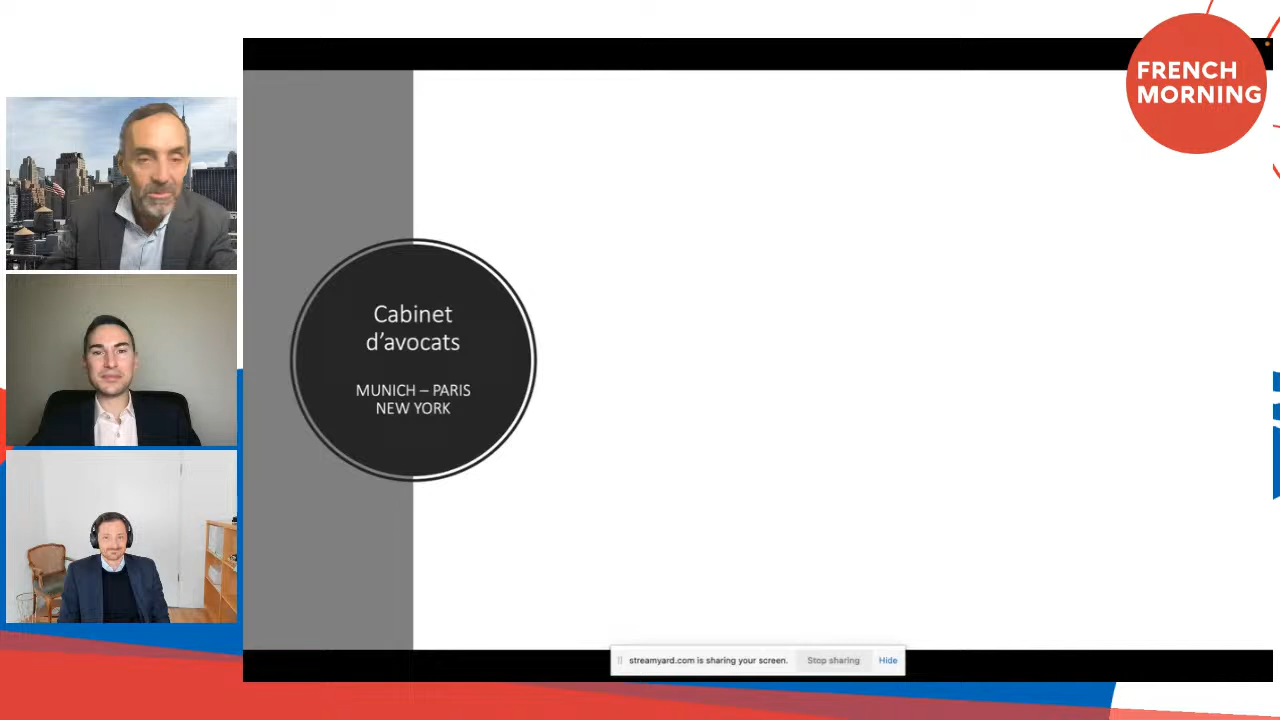 FRENCH
MORNING
Cabinet
d’avocats
MUNICH – PARIS
NEW YORK
streamyard.com is sharing your screen.
Stop sharing
Hide